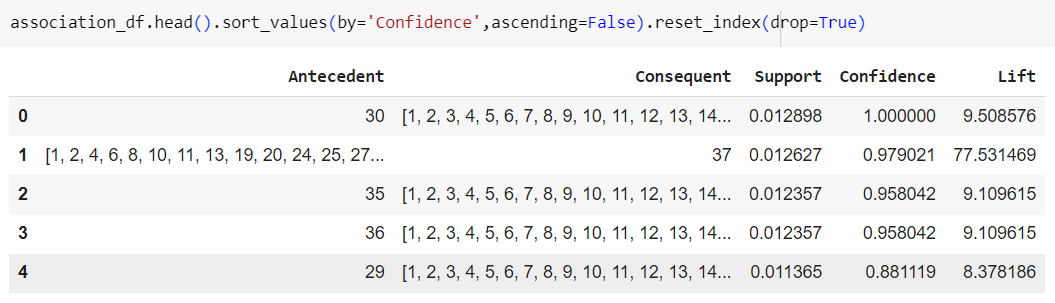 association_df.head().sort_values(by='Confidence',ascending=False).reset_index(drop=True)
Antecedent Consequent Support Confidence Lift
0 30 [1, 2, 3, 4, 5, 6, 7, 8, 9, 10, 11, 12, 13, 14... 0.012898 1.000000 9.508576
1 [1, 2, 4, 6, 8, 10, 11, 13, 19, 20, 24, 25, 27... 37 0.012627 0.979021 77.531469
2 35 [1, 2, 3, 4, 5, 6, 7, 8, 9, 10, 11, 12, 13, 14... 0.012357 0.958042 9.109615
3 36 [1, 2, 3, 4, 5, 6, 7, 8, 9, 10, 11, 12, 13, 14... 0.012357 0.958042 9.109615
4 29 [1, 2, 3, 4, 5, 6, 7, 8, 9, 10, 11, 12, 13, 14... 0.011365 0.881119 8.378186